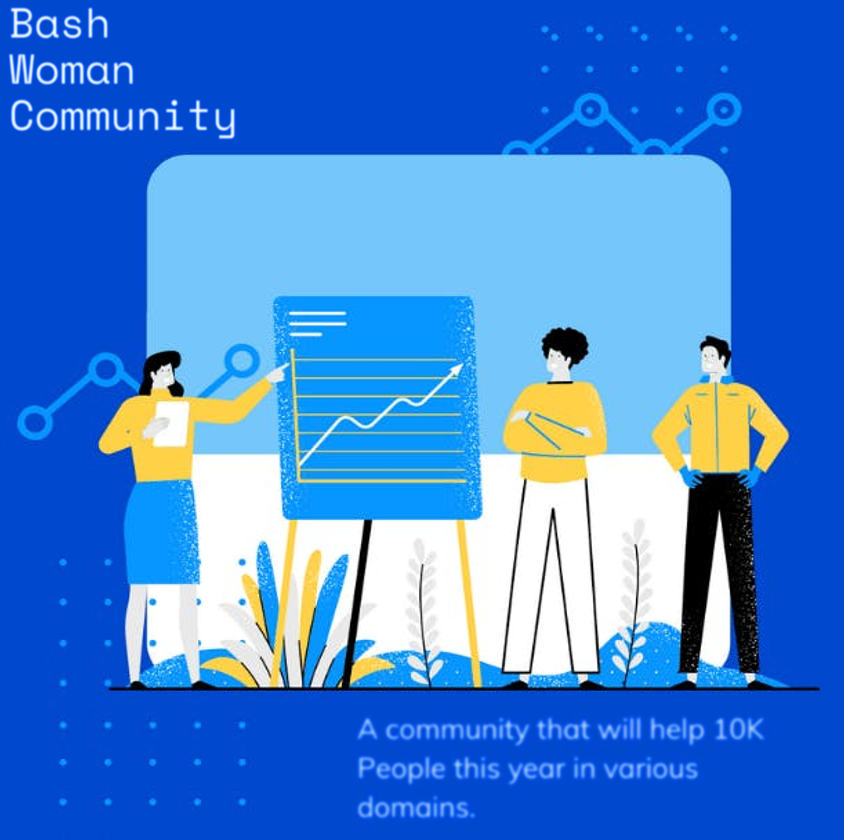 Bash
Woman
Community
A community that will help 10K
People this year in various
domains.